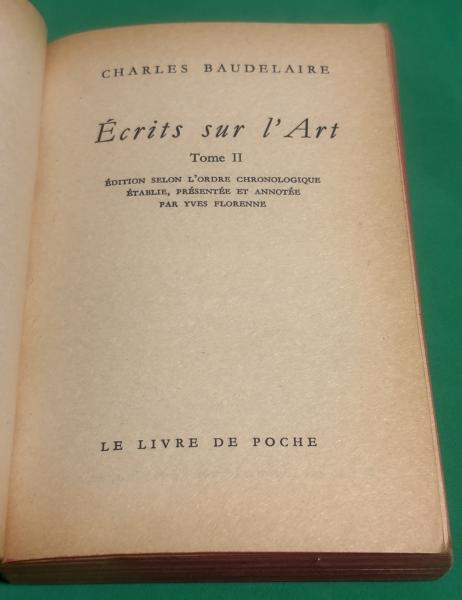 CHARLES BAUDELAIRE
Écrits sur l'Art
Tome II
ÉDITION SELON L'ORDRE CHRONOLOGIQUE
ÉTABLIE, PRÉSENTÉE ET ANNOTÉE
PAR YVES FLORENNE
LE LIVRE DE POCHE